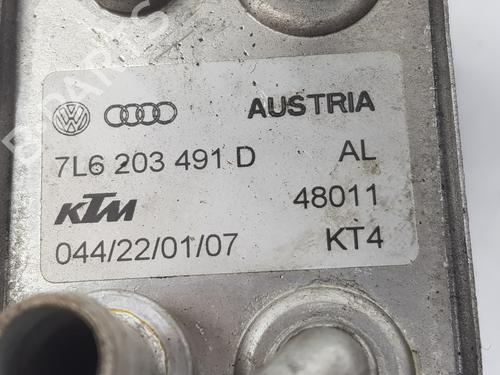 AUSTRIA
7L6 203 491 D AL
KTM 48011
044/22/01/07 KT4